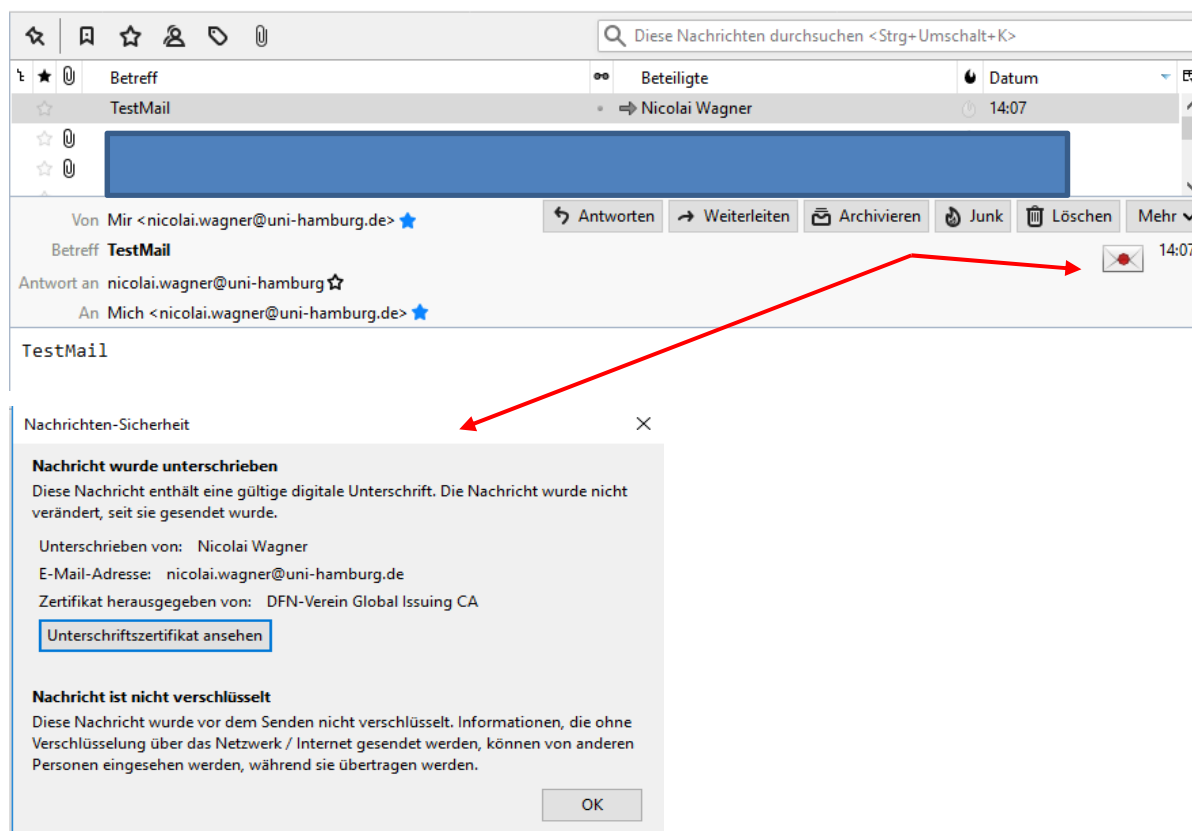 Diese Nachrichten durchsuchen <Strg+Umschalt+K>
Betreff Beteiligte Datum
TestMail Nicolai Wagner 14:07
Von Mir <nicolai.wagner@uni-hamburg.de> Antworten Weiterleiten Archivieren Junk Löschen Mehr
Betreff TestMail 14:07
Antwort an nicolai.wagner@uni-hamburg
An Mich <nicolai.wagner@uni-hamburg.de>
TestMail
Nachrichten-Sicherheit
Nachricht wurde unterschrieben
Diese Nachricht enthält eine gültige digitale Unterschrift. Die Nachricht wurde nicht
verändert, seit sie gesendet wurde.
Unterschrieben von: Nicolai Wagner
E-Mail-Adresse: nicolai.wagner@uni-hamburg.de
Zertifikat herausgegeben von: DFN-Verein Global Issuing CA
Unterschriftszertifikat ansehen
Nachricht ist nicht verschlüsselt
Diese Nachricht wurde vor dem Senden nicht verschlüsselt. Informationen, die ohne
Verschlüsselung über das Netzwerk / Internet gesendet werden, können von anderen
Personen eingesehen werden, während sie übertragen werden.
OK